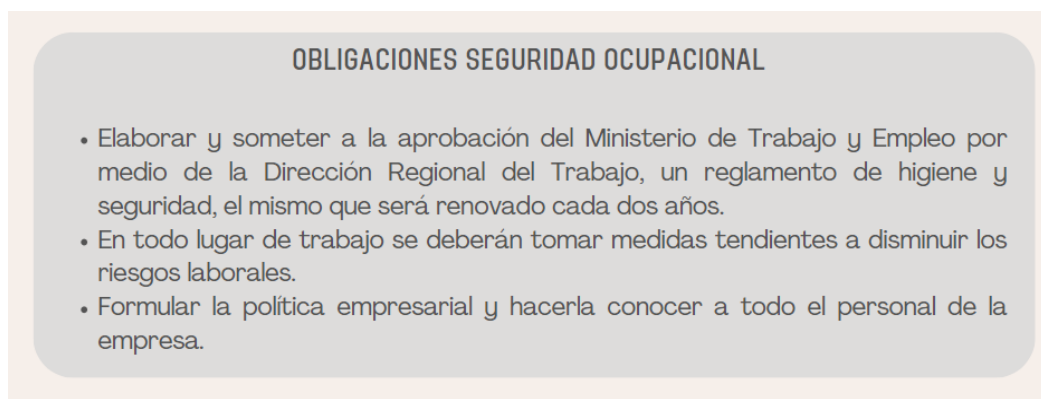 OBLIGACIONES SEGURIDAD OCUPACIONAL
• Elaborar y someter a la aprobación del Ministerio de Trabajo y Empleo por
medio de la Dirección Regional del Trabajo, un reglamento de higiene y
seguridad, el mismo que será renovado cada dos años.
• En todo lugar de trabajo se deberán tomar medidas tendientes a disminuir los
riesgos laborales.
• Formular la política empresarial y hacerla conocer a todo el personal de la
empresa.